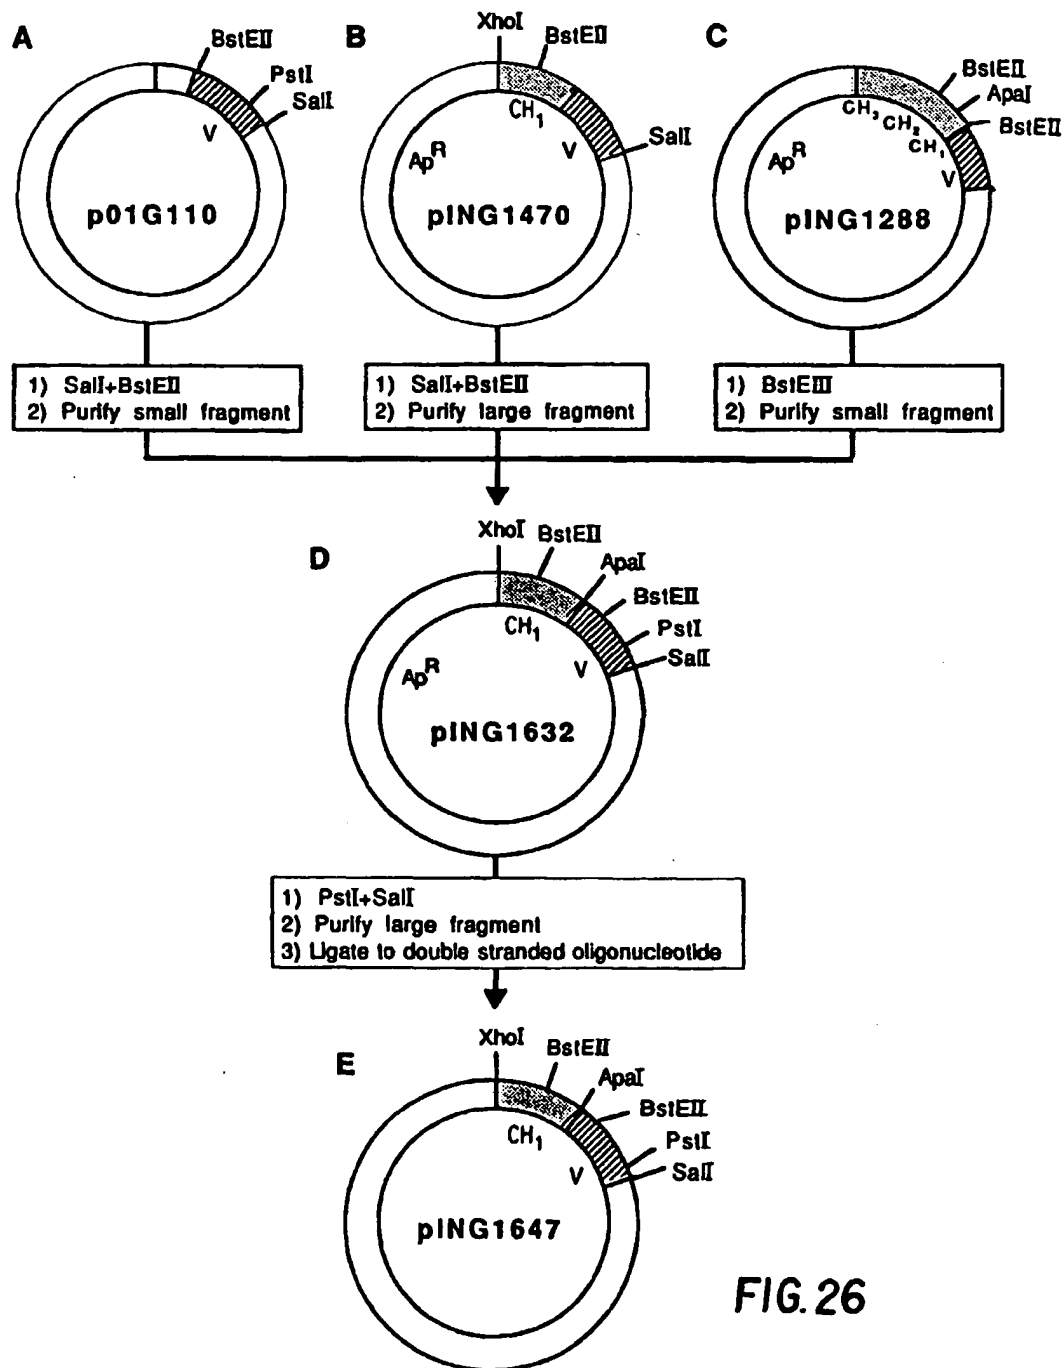 A
BstEII
PstI
SalI
V
p01G110
B
XhoI
BstEII
CH1
V
SalI
ApR
pING1470
C
BstEII
ApaI
BstEII
CH3
CH2
CH1
V
ApR
pING1288
1) SalI+BstEII
2) Purify small fragment
1) SalI+BstEII
2) Purify large fragment
1) BstEIII
2) Purify small fragment
D
XhoI
BstEII
ApaI
BstEII
PstI
SalI
CH1
V
ApR
pING1632
1) PstI+SalI
2) Purify large fragment
3) Ligate to double stranded oligonucleotide
E
XhoI
BstEII
ApaI
BstEII
PstI
SalI
CH1
V
pING1647
FIG. 26